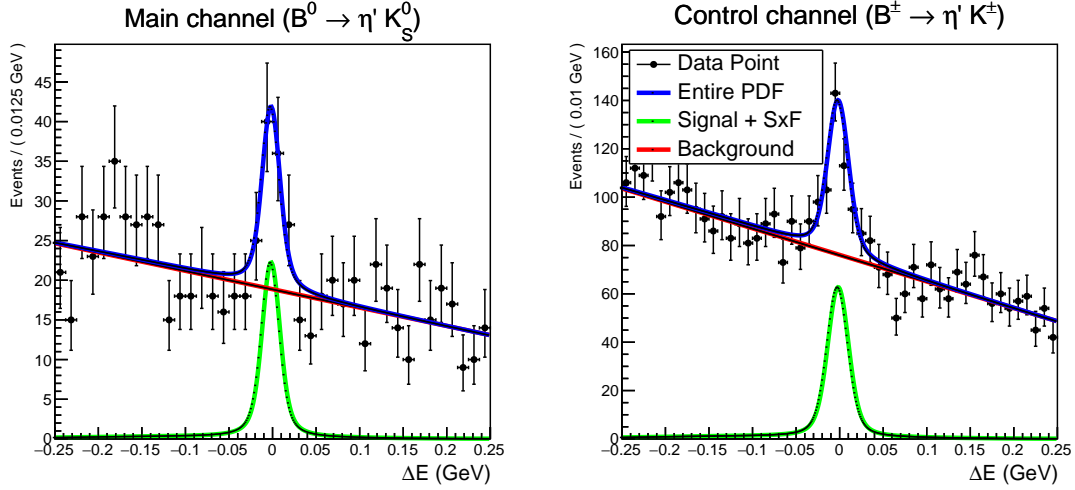 Main channel (B⁰ → η' K⁰_S)
Events / ( 0.0125 GeV )
45
40
35
30
25
20
15
10
5
0
−0.25 −0.2 −0.15 −0.1 −0.05 0 0.05 0.1 0.15 0.2 0.25
ΔE (GeV)
Control channel (B± → η' K±)
Events / ( 0.01 GeV )
160
140
120
100
80
60
40
20
0
Data Point
Entire PDF
Signal + SxF
Background
−0.25 −0.2 −0.15 −0.1 −0.05 0 0.05 0.1 0.15 0.2 0.25
ΔE (GeV)